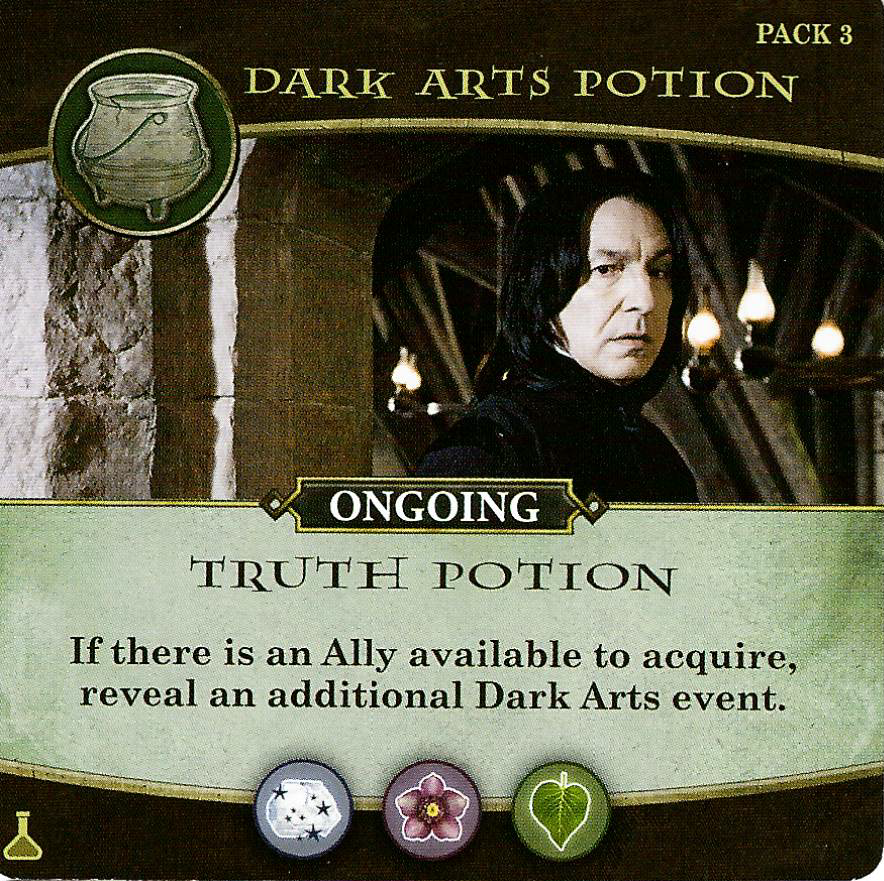 PACK 3
DARK ARTS POTION
ONGOING
TRUTH POTION
If there is an Ally available to acquire,
reveal an additional Dark Arts event.